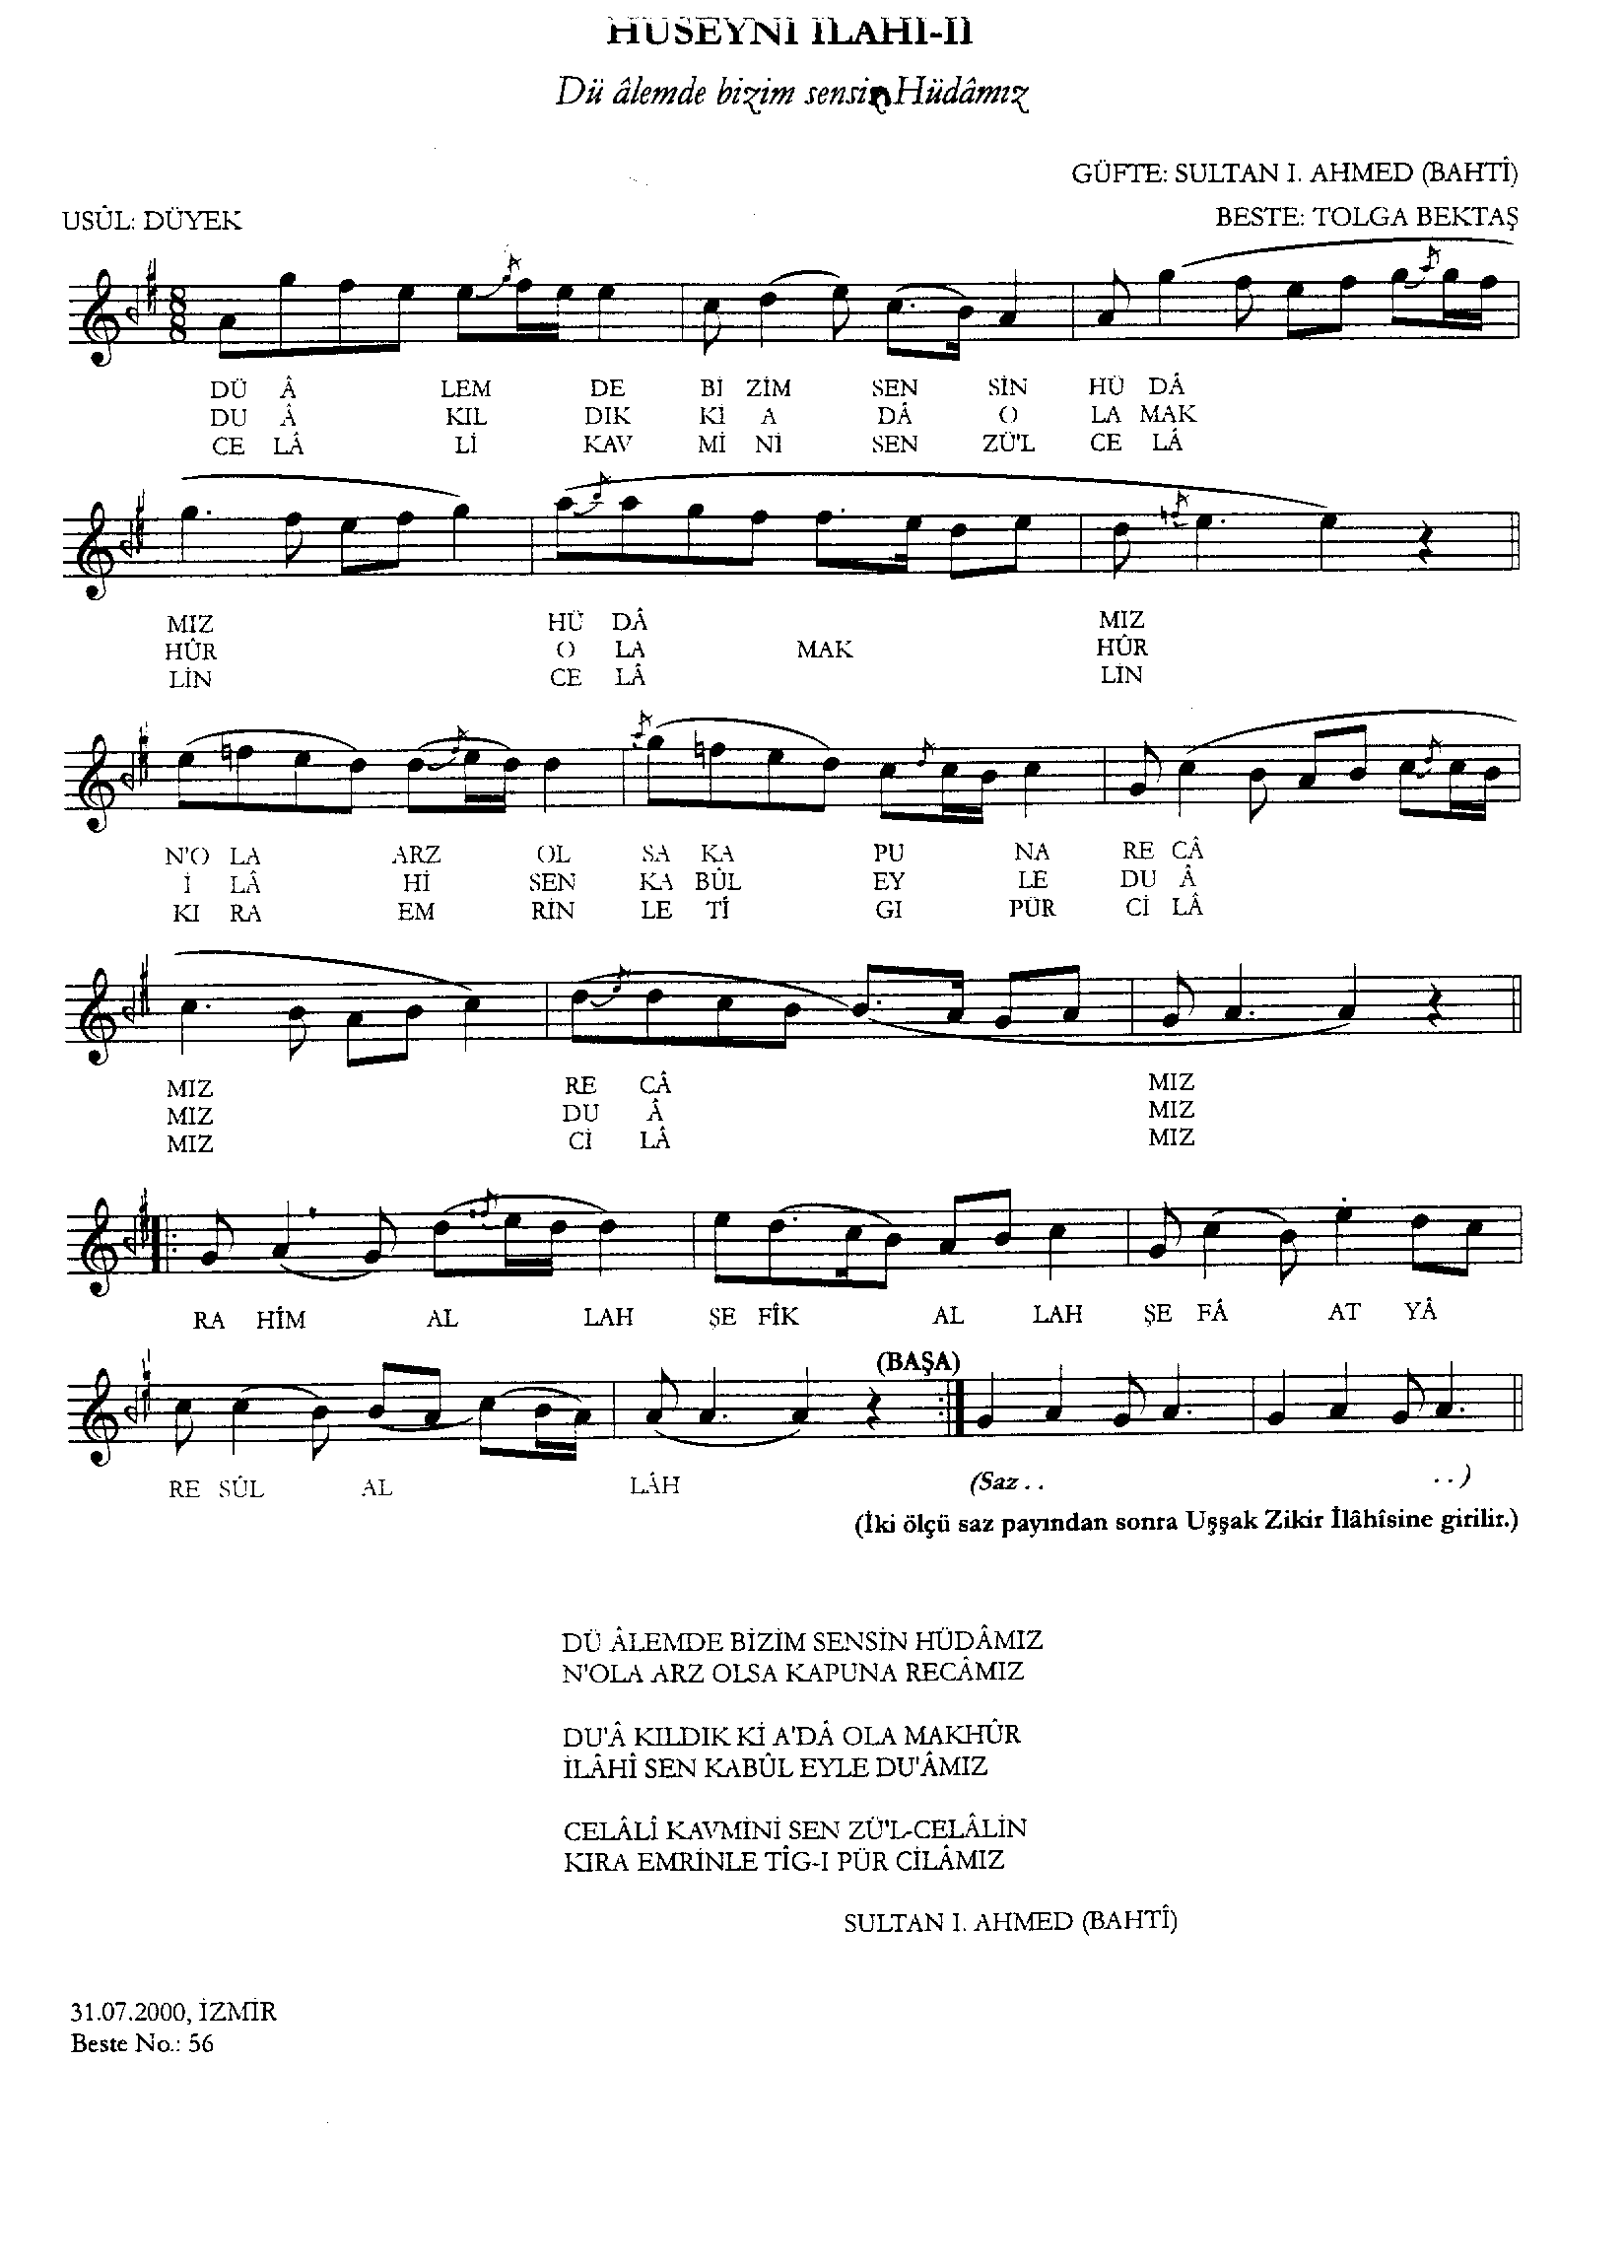 HÜSEYNİ İLAHİ-II
Dü âlemde bizim sensin Hüdâmız
GÜFTE: SULTAN I. AHMED (BAHTÎ)
USÛL: DÜYEK
BESTE: TOLGA BEKTAŞ
8
8
DÜ Â LEM DE Bİ ZİM SEN SİN HÜ DÂ
DU Â KIL DIK Kİ A DÂ O LA MAK
CE LÂ Lİ KAV Mİ Nİ SEN ZÜ'L CE LÂ
MIZ HÜ DÂ MIZ
HÛR O LA MAK HÛR
LİN CE LÂ LİN
N'O LA ARZ OL SA KA PU NA RE CÂ
İ LÂ Hİ SEN KA BÛL EY LE DU Â
KI RA EM RİN LE TÎ GI PÜR Cİ LÂ
MIZ RE CÂ MIZ
MIZ DU Â MIZ
MIZ Cİ LÂ MIZ
RA HÎM AL LAH ŞE FÎK AL LAH ŞE FÂ AT YÂ
(BAŞA)
RE SÛL AL LÂH (Saz . . . . )
(İki ölçü saz payından sonra Uşşak Zikir İlâhîsine girilir.)
DÜ ÂLEMDE BİZİM SENSİN HÜDÂMIZ
N'OLA ARZ OLSA KAPUNA RECÂMIZ
DU'Â KILDIK Kİ A'DÂ OLA MAKHÛR
İLÂHÎ SEN KABÛL EYLE DU'ÂMIZ
CELÂLÎ KAVMİNİ SEN ZÜ'L-CELÂLİN
KIRA EMRİNLE TÎG-I PÜR CİLÂMIZ
SULTAN I. AHMED (BAHTÎ)
31.07.2000, İZMİR
Beste No.: 56